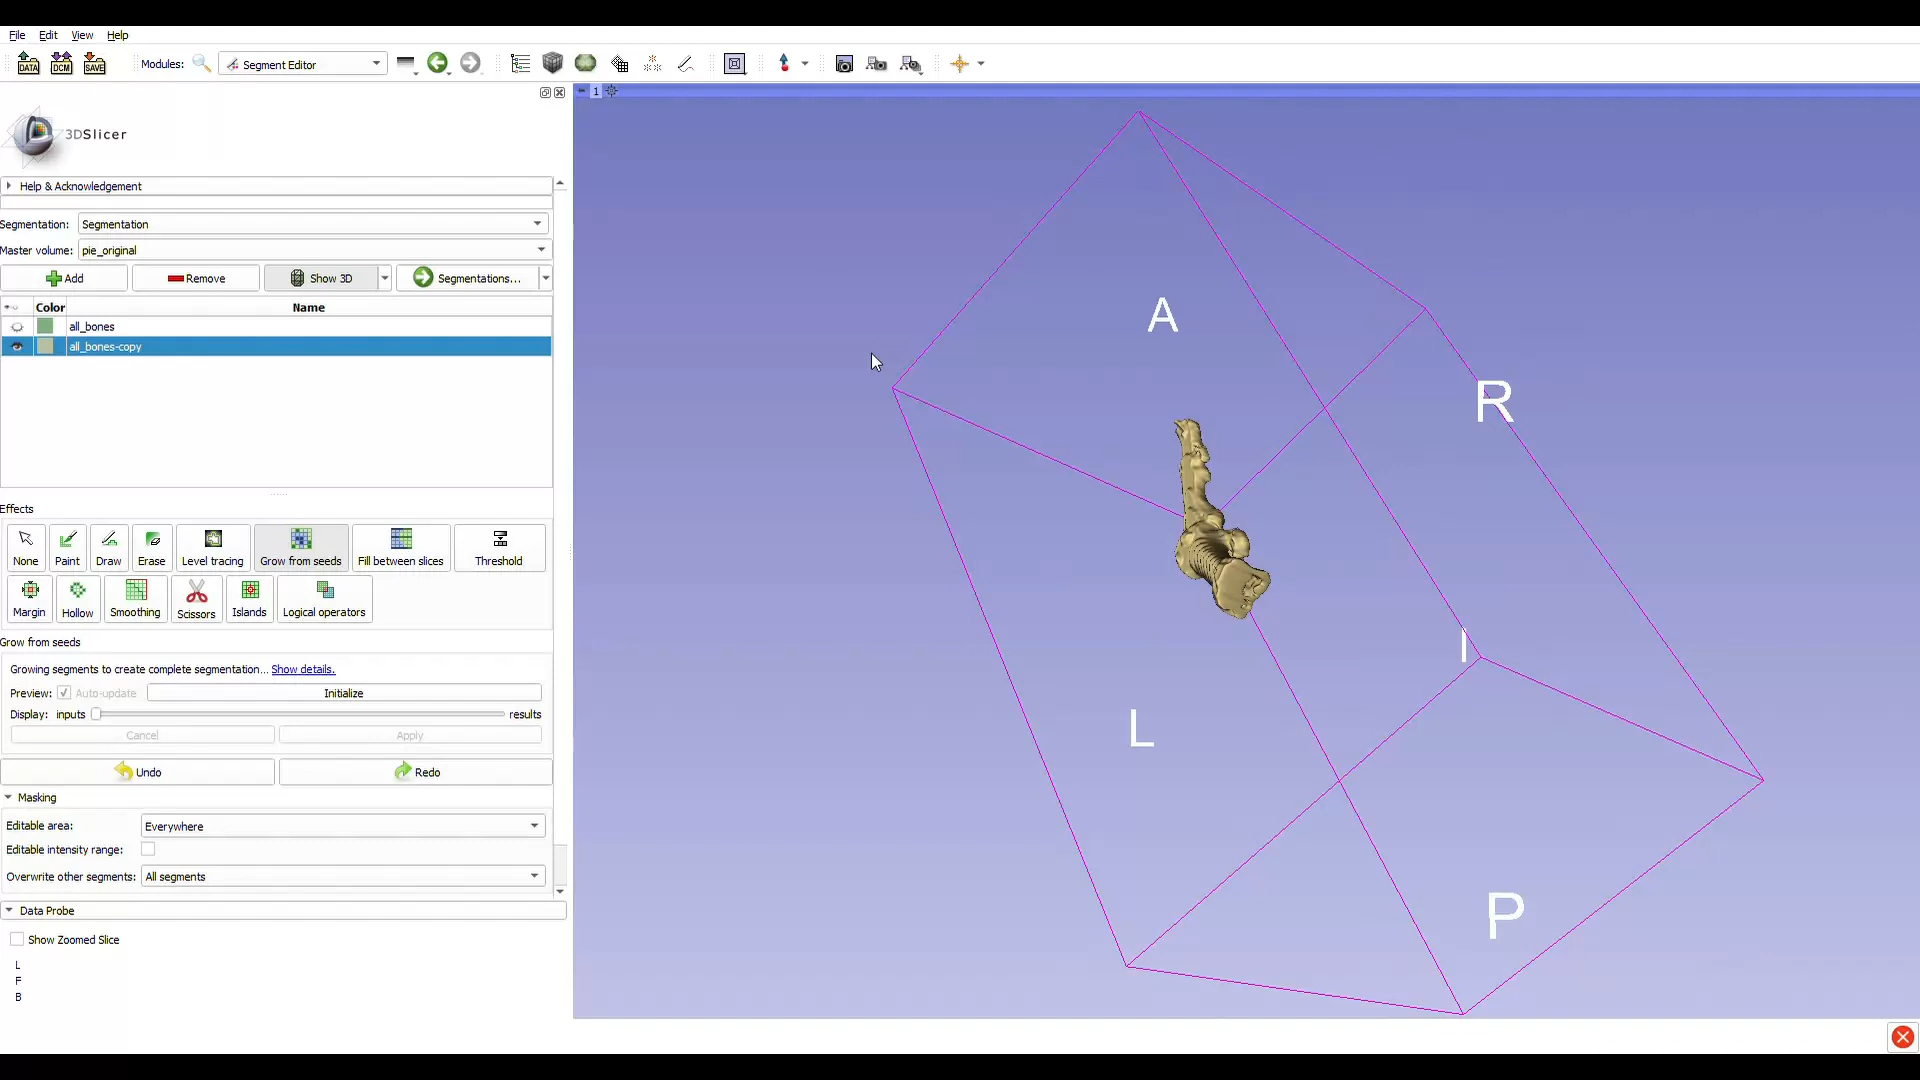 File Edit View Help
DATA DCM SAVE Modules: Segment Editor
1
3DSlicer
Help & Acknowledgement
Segmentation: Segmentation
Master volume: pie_original
Add Remove Show 3D Segmentations...
Color Name
all_bones
all_bones-copy
Effects
None Paint Draw Erase Level tracing Grow from seeds Fill between slices Threshold
Margin Hollow Smoothing Scissors Islands Logical operators
Grow from seeds
Growing segments to create complete segmentation... Show details.
Preview: Auto-update Initialize
Display: inputs results
Cancel Apply
Undo Redo
Masking
Editable area: Everywhere
Editable intensity range:
Overwrite other segments: All segments
Data Probe
Show Zoomed Slice
L
F
B
A
R
I
L
P